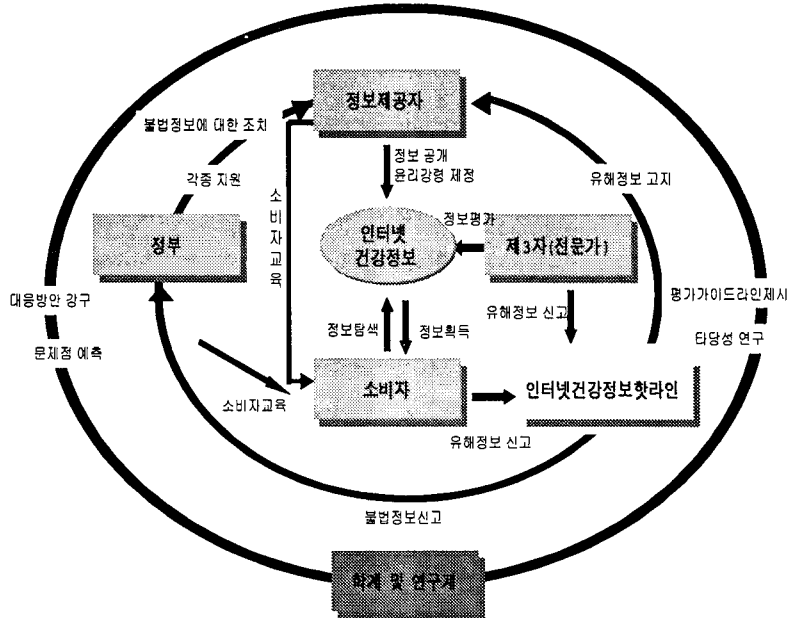 정보제공자
불법정보에 대한 조치
정보 공개
윤리강령 제정
각종 지원
유해정보 고지
소비자교육
정보평가
정부
인터넷
건강정보
제3자(전문가)
대응방안 강구
평가가이드라인제시
유해정보 신고
정보탐색
정보획득
타당성 연구
문제점 예측
소비자
인터넷건강정보핫라인
소비자교육
유해정보 신고
불법정보신고
학계 및 연구계